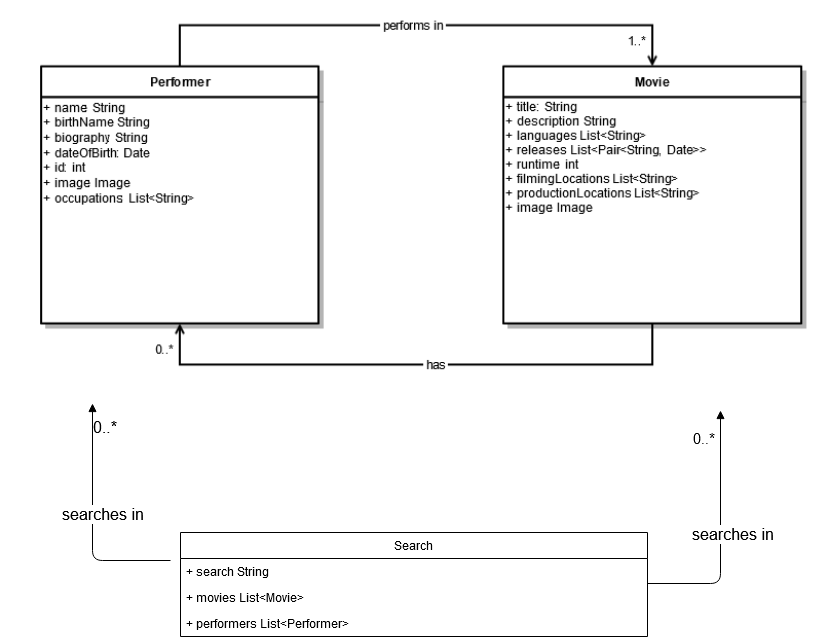 performs in
1..*
Performer
+ name: String
+ birthName: String
+ biography: String
+ dateOfBirth: Date
+ id: int
+ image: Image
+ occupations: List<String>
Movie
+ title: String
+ description: String
+ languages: List<String>
+ releases: List<Pair<String, Date>>
+ runtime: int
+ filmingLocations: List<String>
+ productionLocations: List<String>
+ image: Image
0..*
has
0..*
searches in
0..*
searches in
Search
+ search String
+ movies List<Movie>
+ performers List<Performer>